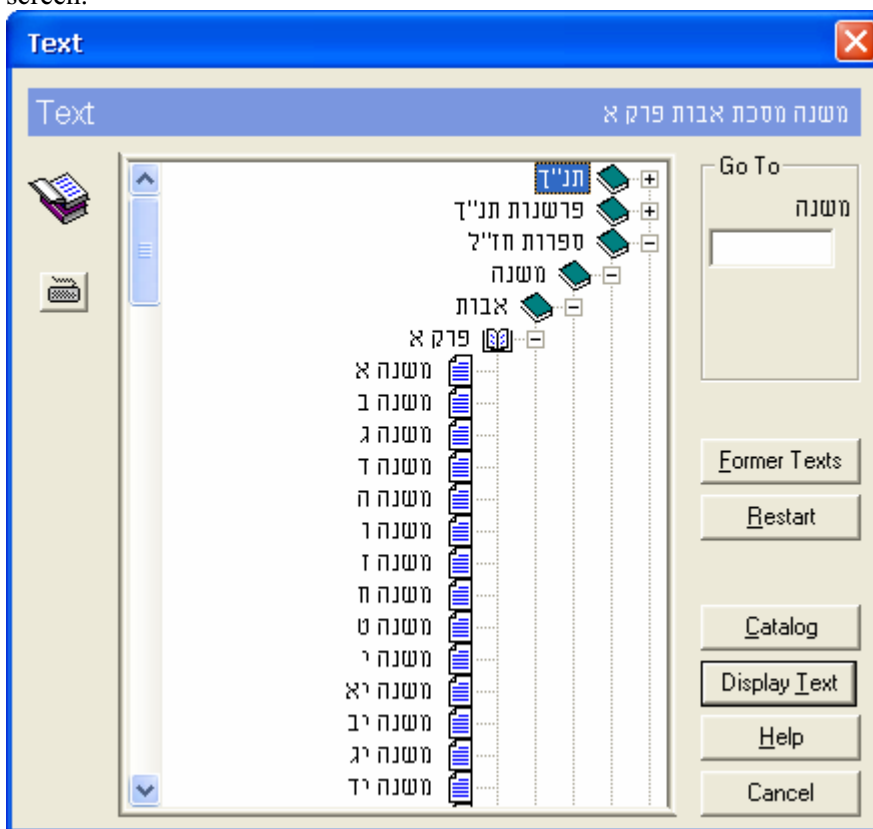 screen.
Text
Text
משנה מסכת אבות פרק א
תנ"ך
פרשנות תנ"ך
ספרות חז"ל
משנה
אבות
פרק א
משנה א
משנה ב
משנה ג
משנה ד
משנה ה
משנה ו
משנה ז
משנה ח
משנה ט
משנה י
משנה יא
משנה יב
משנה יג
משנה יד
Go To
משנה
Former Texts
Restart
Catalog
Display Text
Help
Cancel